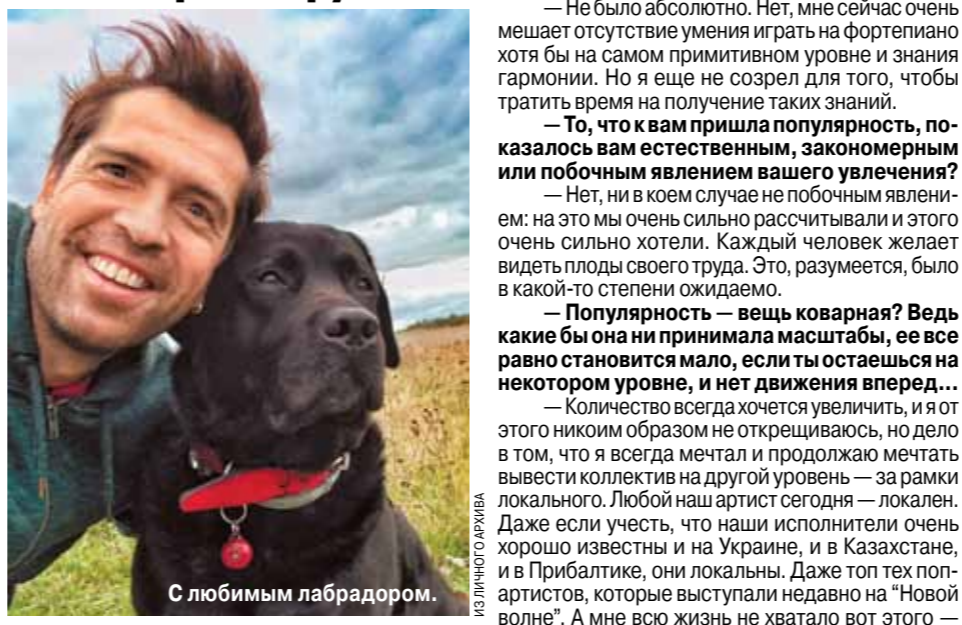 — Не было абсолютно. Нет, мне сейчас очень
мешает отсутствие умения играть на фортепиано
хотя бы на самом примитивном уровне и знания
гармонии. Но я еще не созрел для того, чтобы
тратить время на получение таких знаний.
— То, что к вам пришла популярность, по-
казалось вам естественным, закономерным
или побочным явлением вашего увлечения?
— Нет, ни в коем случае не побочным явлени-
ем: на это мы очень сильно рассчитывали и этого
очень сильно хотели. Каждый человек желает
видеть плоды своего труда. Это, разумеется, было
в какой-то степени ожидаемо.
— Популярность — вещь коварная? Ведь
какие бы она ни принимала масштабы, ее все
равно становится мало, если ты остаешься на
некотором уровне, и нет движения вперед...
— Количество всегда хочется увеличить, и я от
этого никоим образом не открещиваюсь, но дело
в том, что я всегда мечтал и продолжаю мечтать
вывести коллектив на другой уровень — за рамки
локального. Любой наш артист сегодня — локален.
Даже если учесть, что наши исполнители очень
хорошо известны и на Украине, и в Казахстане,
и в Прибалтике, они локальны. Даже топ тех поп-
артистов, которые выступали недавно на “Новой
волне”. А мне всю жизнь не хватало вот этого —
С любимым лабрадором.
ИЗ ЛИЧНОГО АРХИВА